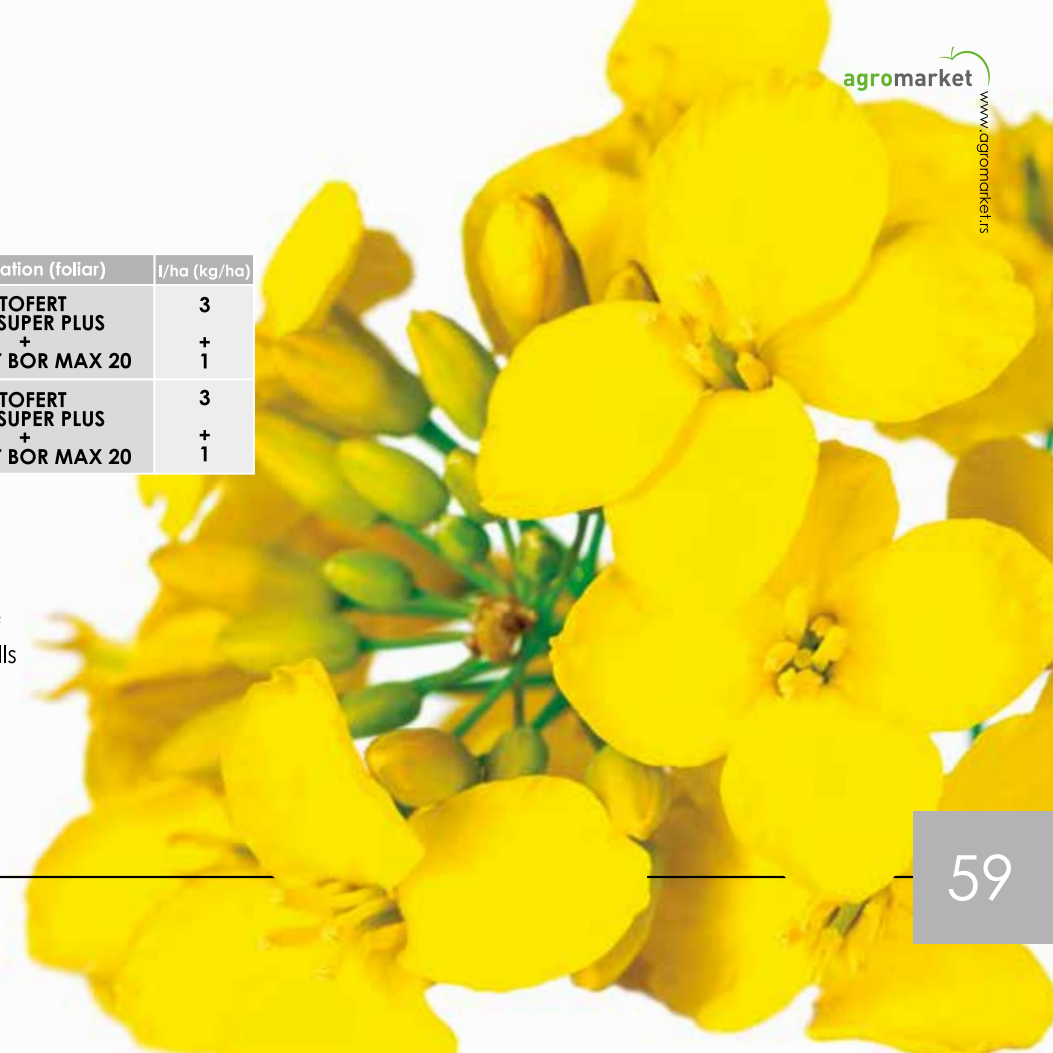 agromarket
www.agromarket.rs
ation (foliar) l/ha (kg/ha)
TOFERT 3
SUPER PLUS
+ +
T BOR MAX 20 1
TOFERT 3
SUPER PLUS
+ +
T BOR MAX 20 1
lls
59